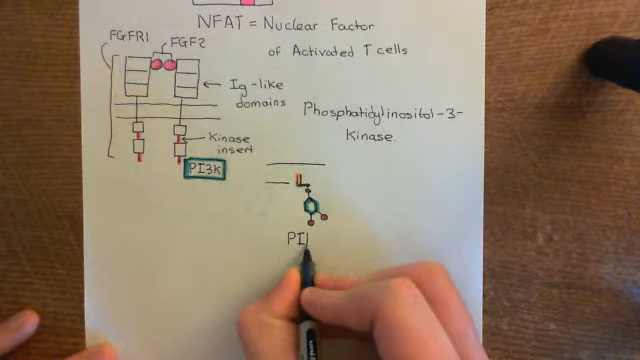 NFAT = Nuclear Factor
of Activated T cells
FGFR1
FGF2
Ig-like
domains
Phosphatidylinositol-3-
Kinase.
Kinase
insert
PI3K
PI